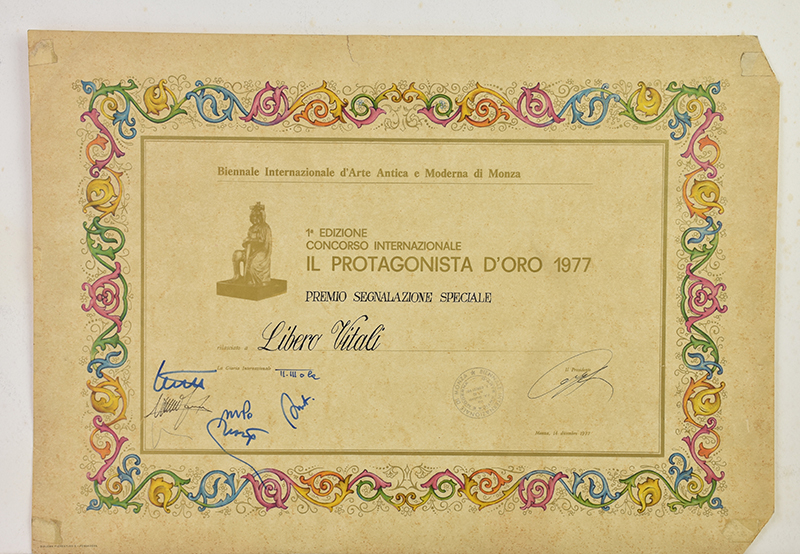 Biennale Internazionale d'Arte Antica e Moderna di Monza
1ª EDIZIONE
CONCORSO INTERNAZIONALE
IL PROTAGONISTA D'ORO 1977
PREMIO SEGNALAZIONE SPECIALE
Libero Vitali
La Giuria Internazionale
Il Presidente
Monza,